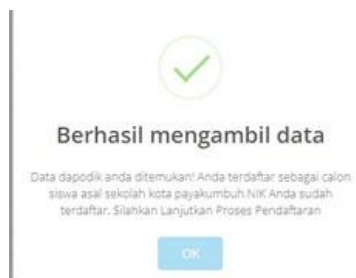 Berhasil mengambil data
Data dapodik anda ditemukan! Anda terdaftar sebagai calon
siswa asal sekolah kota payakumbuh.NIK Anda sudah
terdaftar. Silahkan Lanjutkan Proses Pendaftaran
OK